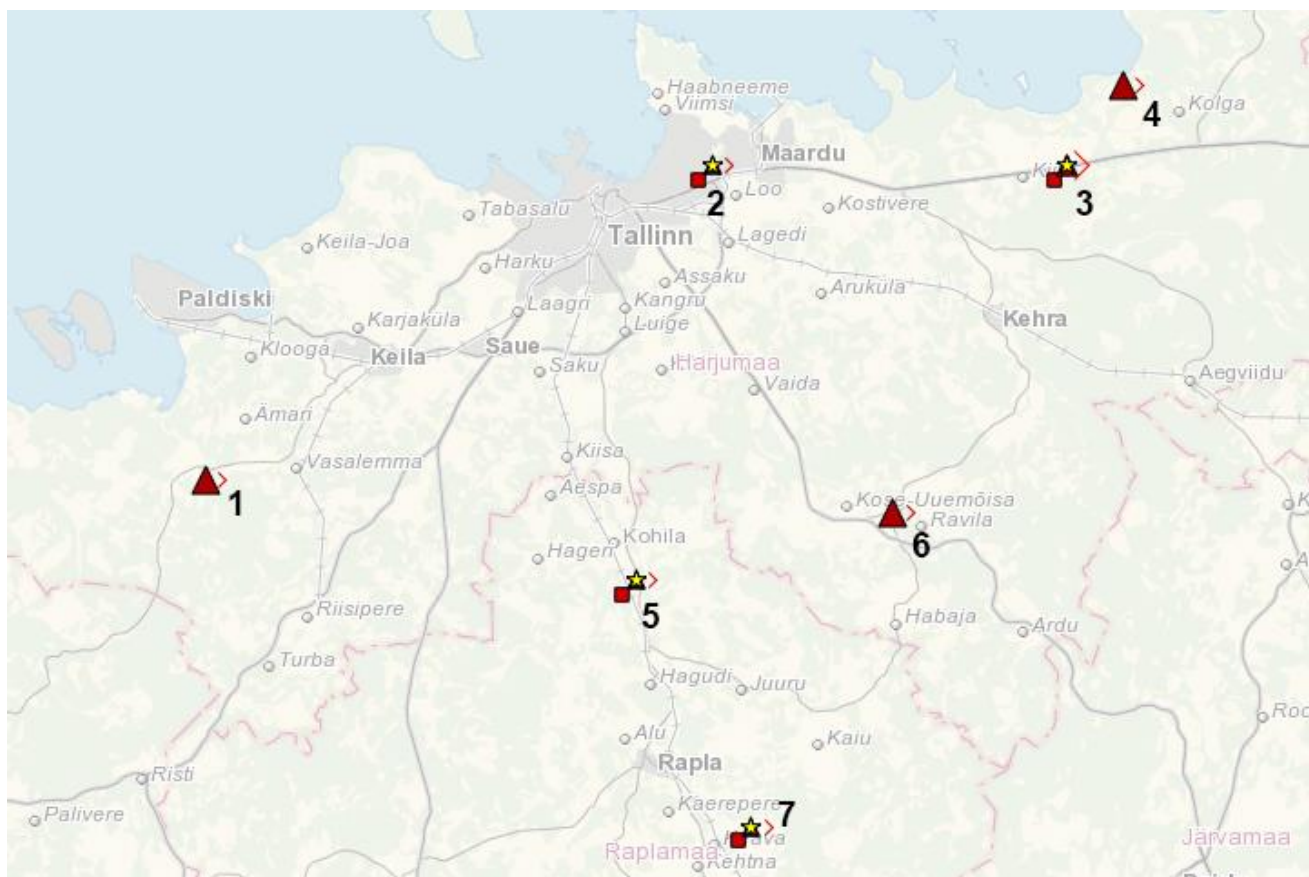 Haabneeme
Viimsi
4
Kolga
Maardu
2
Loo
3
Kostivere
Tabasalu
Tallinn
Lagedi
Keila-Joa
Harku
Assaku
Aruküla
Paldiski
Laagri
Kangru
Kehra
Karjaküla
Luige
Klooga
Keila
Saue
Saku
Harjumaa
Aegviidu
Vaida
Ämari
Kiisa
Vasalemma
1
Aespa
Kose-Uuemõisa
Ravila
6
Kohila
Hageri
5
Riisipere
Habaja
Ardu
Turba
Hagudi
Juuru
Alu
Kaiu
Rapla
Risti
Kaerepere
7
Palivere
Raplamaa
Kehtna
Järvamaa